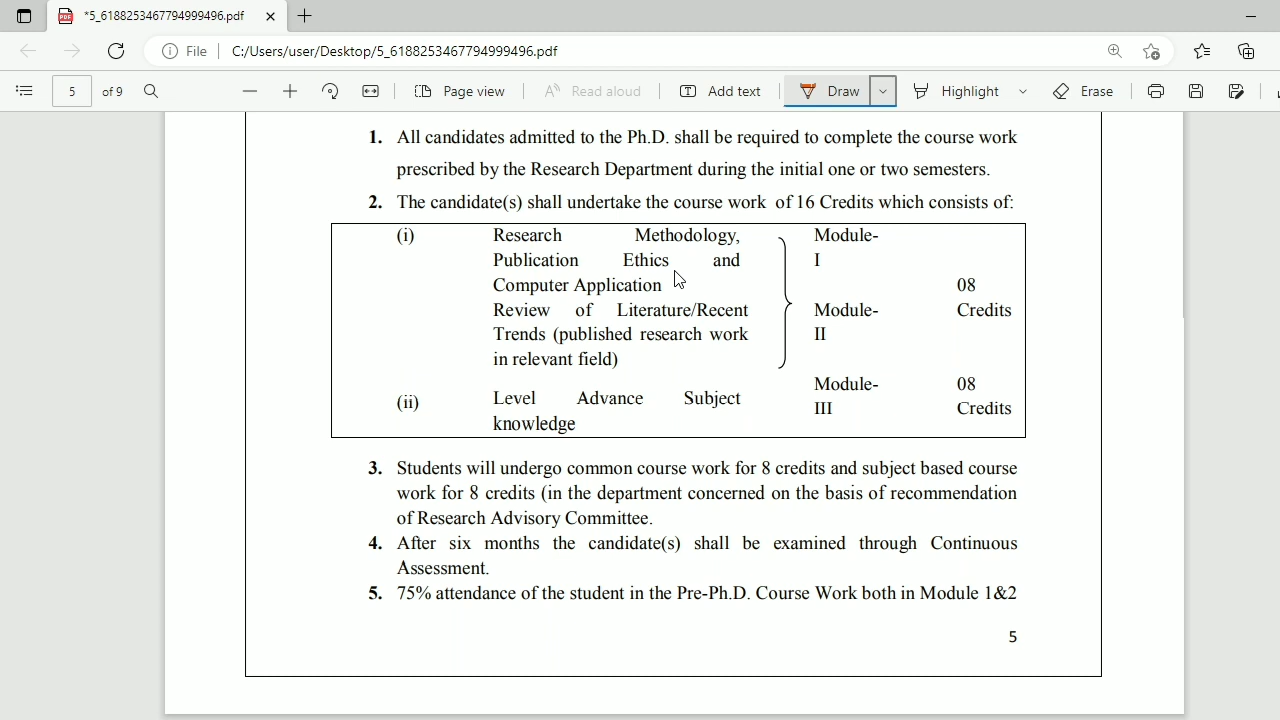 *5_6188253467794999496.pdf
File
C:/Users/user/Desktop/5_6188253467794999496.pdf
5 of 9
Page view
Read aloud
Add text
Draw
Highlight
Erase
1. All candidates admitted to the Ph.D. shall be required to complete the course work
prescribed by the Research Department during the initial one or two semesters.
2. The candidate(s) shall undertake the course work of 16 Credits which consists of:
(i) Research Methodology, Module-
Publication Ethics and I
Computer Application 08
Review of Literature/Recent Module- Credits
Trends (published research work II
in relevant field)
Module- 08
(ii) Level Advance Subject III Credits
knowledge
3. Students will undergo common course work for 8 credits and subject based course
work for 8 credits (in the department concerned on the basis of recommendation
of Research Advisory Committee.
4. After six months the candidate(s) shall be examined through Continuous
Assessment.
5. 75% attendance of the student in the Pre-Ph.D. Course Work both in Module 1&2
5